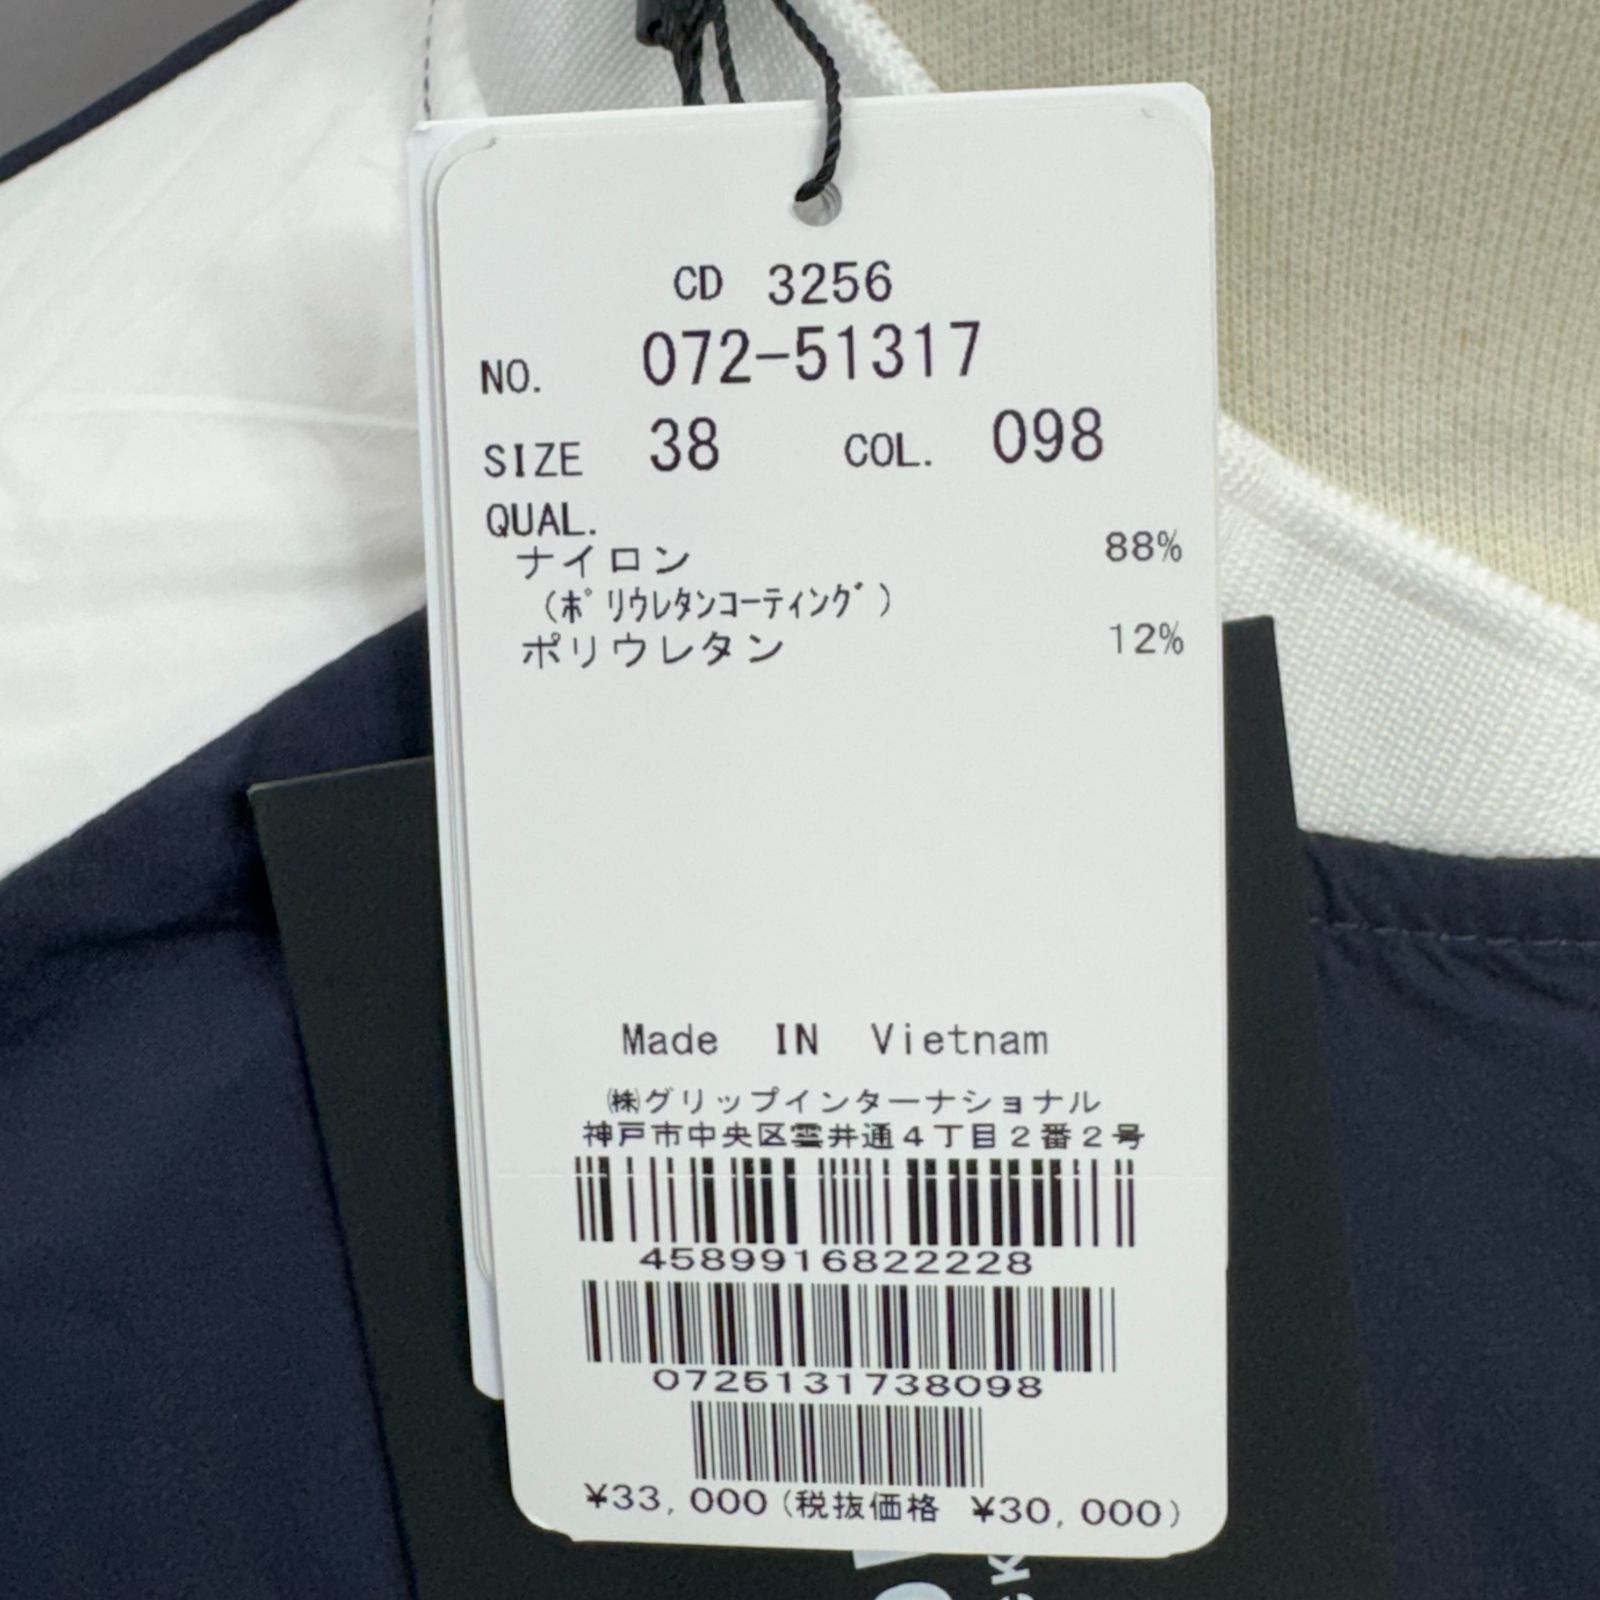 CD 3256
NO. 072-51317
SIZE 38 COL. 098
QUAL.
ナイロン 88%
(ﾎﾟﾘｳﾚﾀﾝｺｰﾃｨﾝｸﾞ)
ポリウレタン 12%
Made IN Vietnam
㈱グリップインターナショナル
神戸市中央区雲井通4丁目2番2号
4589916822228
0725131738098
¥33,000(税抜価格 ¥30,000)